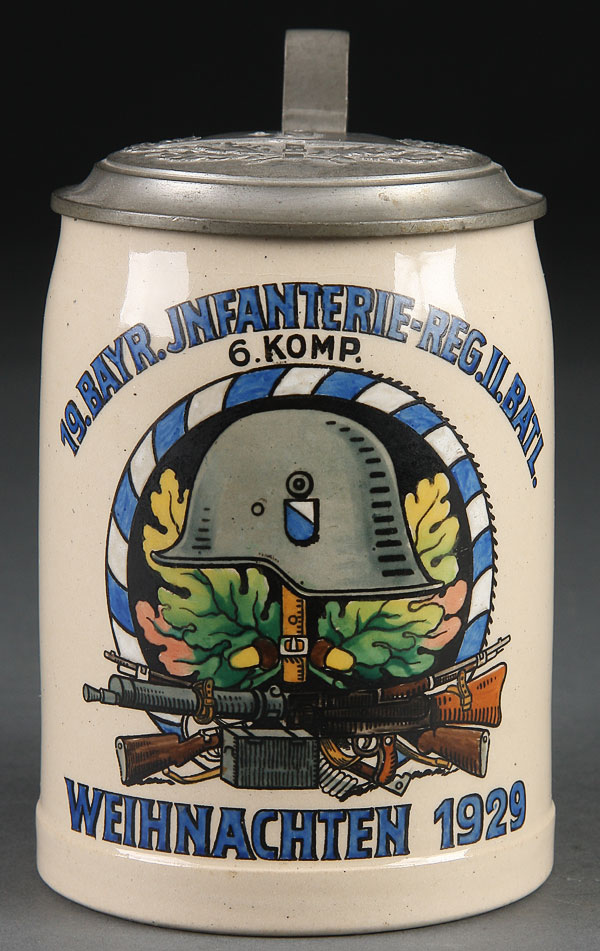 19. BAYR. JNFANTERIE-REG. II. BATL.
6. KOMP.
WEIHNACHTEN 1929